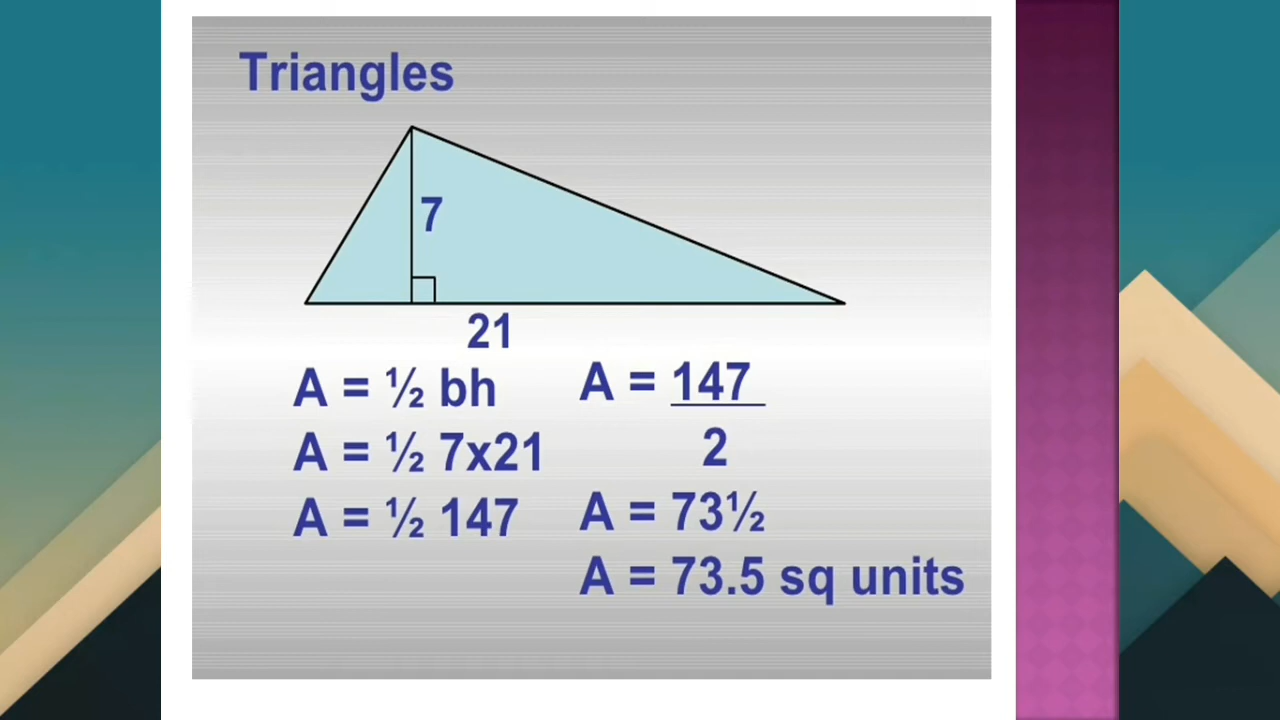 Triangles
7
21
A = ½ bh
A = ½ 7x21
A = ½ 147
A = 147
2
A = 73½
A = 73.5 sq units